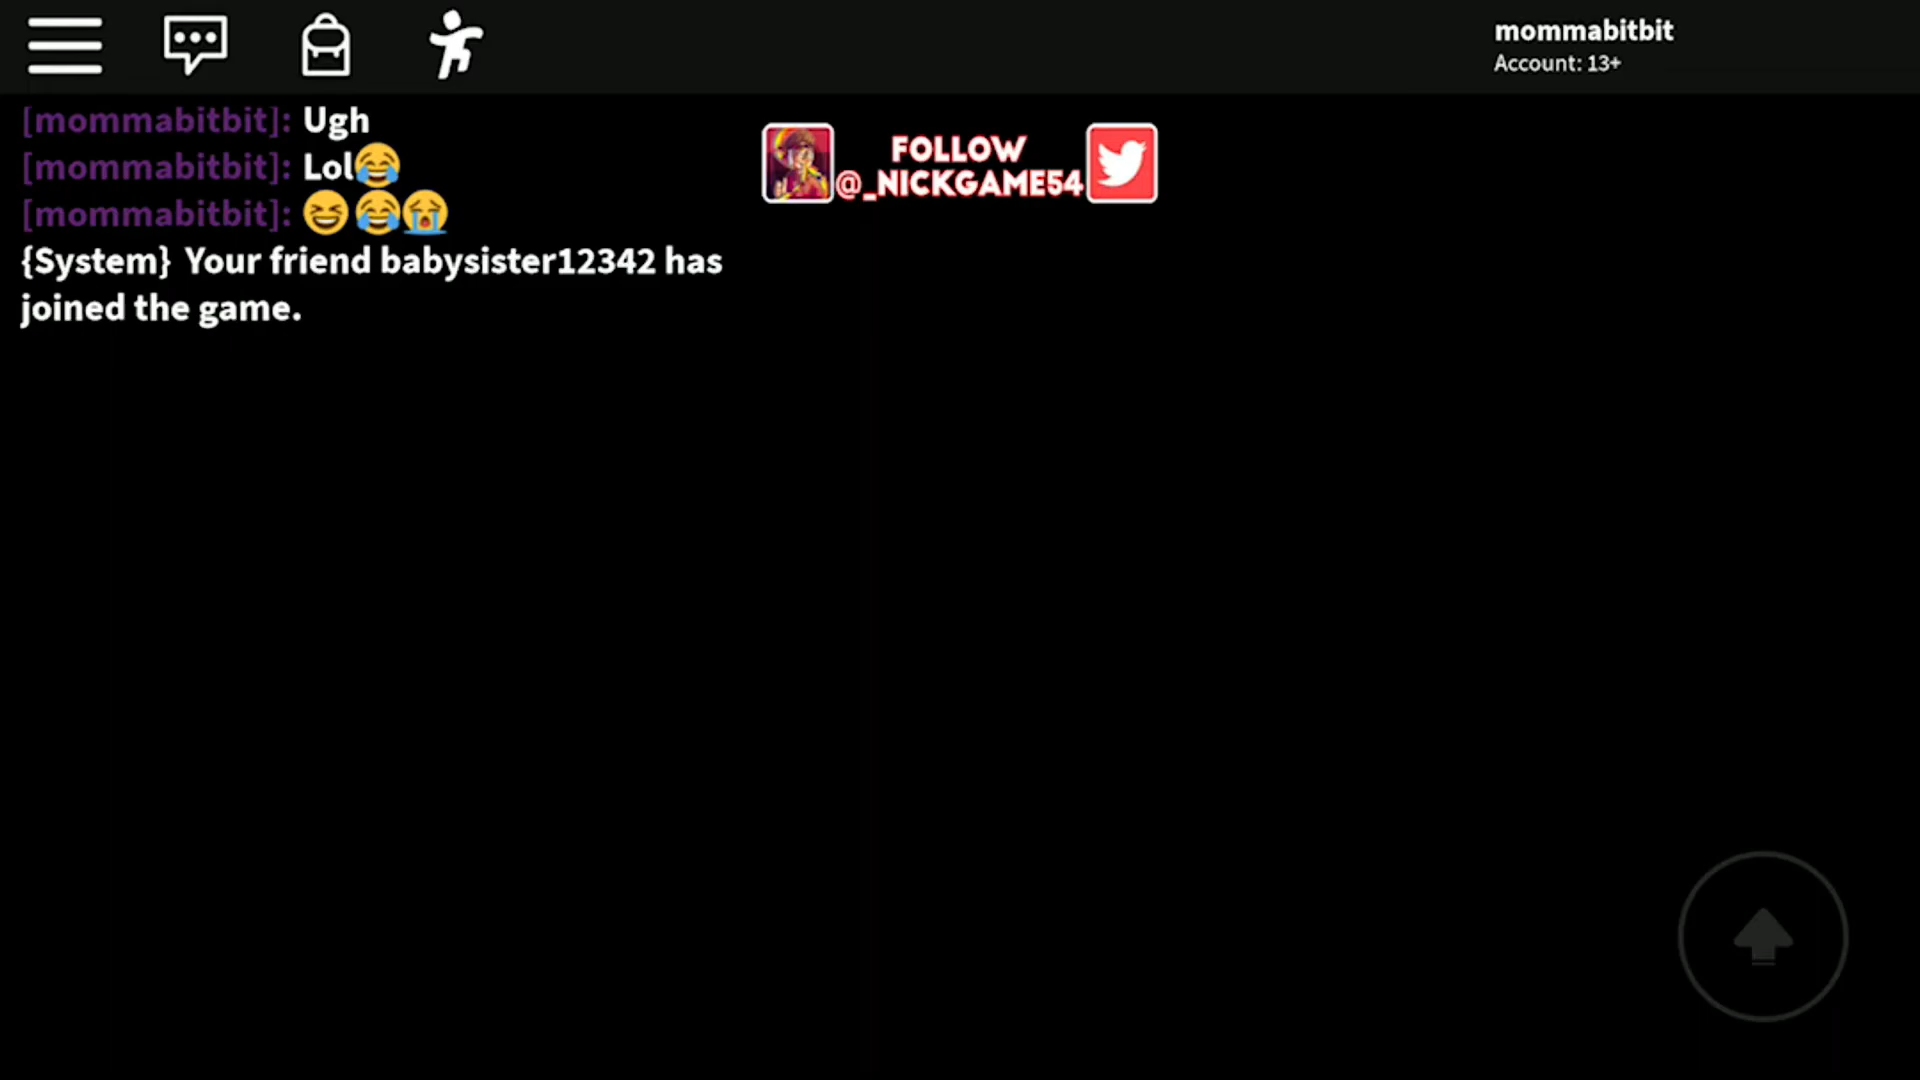 mommabitbit
Account: 13+
[mommabitbit]: Ugh
[mommabitbit]: Lol😂
[mommabitbit]: 😆😂😭
{System} Your friend babysister12342 has
joined the game.
FOLLOW
@_NICKGAME54